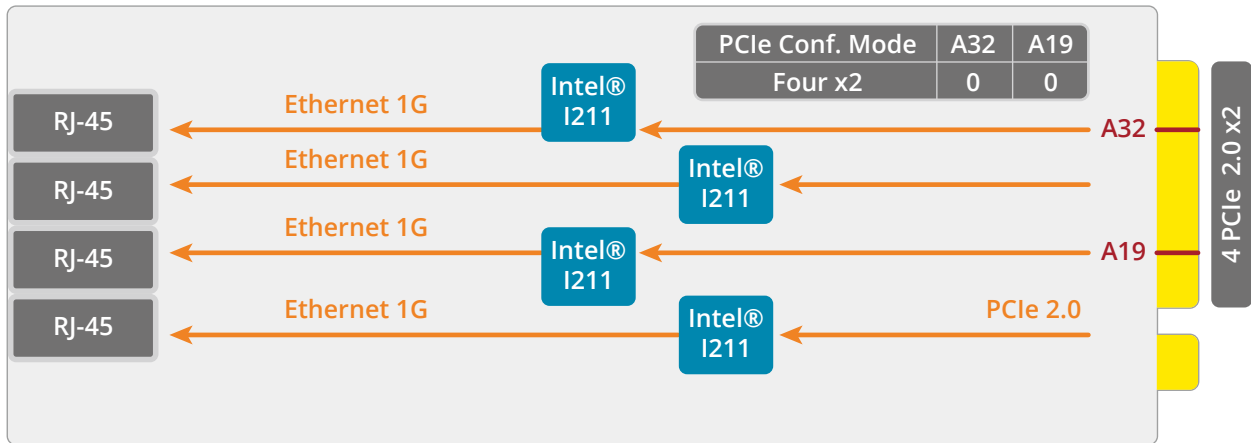 PCIe Conf. Mode A32 A19
Four x2 0 0
RJ-45
Ethernet 1G
Intel®
I211
A32
RJ-45
Ethernet 1G
Intel®
I211
RJ-45
Ethernet 1G
Intel®
I211
A19
RJ-45
Ethernet 1G
Intel®
I211
PCIe 2.0
4 PCIe 2.0 x2